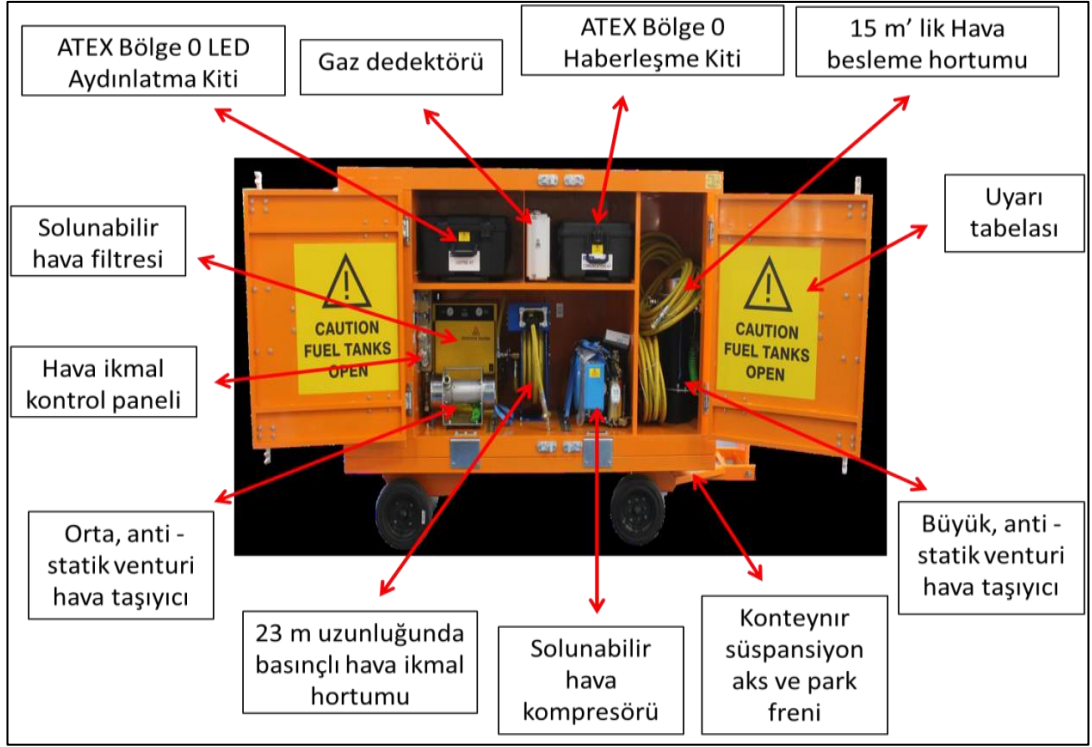 ATEX Bölge 0 LED
Aydınlatma Kiti
Gaz dedektörü
ATEX Bölge 0
Haberleşme Kiti
15 m' lik Hava
besleme hortumu
Solunabilir
hava filtresi
Uyarı
tabelası
CAUTION
FUEL TANKS
OPEN
CAUTION
FUEL TANKS
OPEN
Hava ikmal
kontrol paneli
Orta, anti -
statik venturi
hava taşıyıcı
23 m uzunluğunda
basınçlı hava ikmal
hortumu
Solunabilir
hava
kompresörü
Konteynır
süspansiyon
aks ve park
freni
Büyük, anti -
statik venturi
hava taşıyıcı